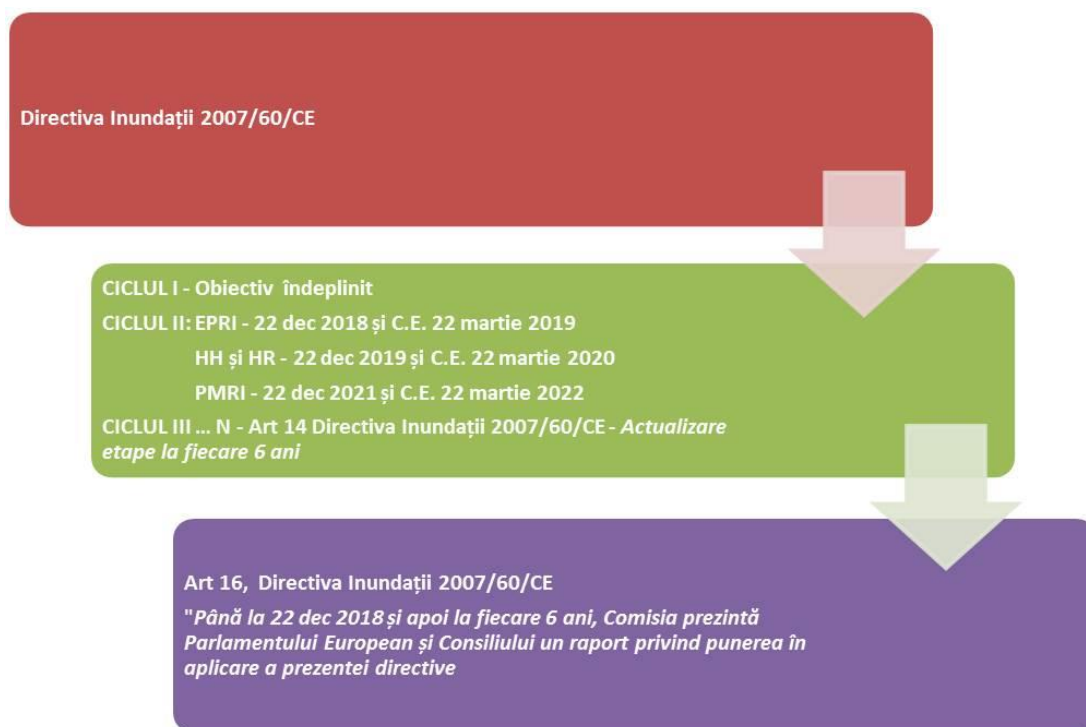 Directiva Inundații 2007/60/CE
CICLUL I - Obiectiv îndeplinit
CICLUL II: EPRI - 22 dec 2018 și C.E. 22 martie 2019
HH și HR - 22 dec 2019 și C.E. 22 martie 2020
PMRI - 22 dec 2021 și C.E. 22 martie 2022
CICLUL III ... N - Art 14 Directiva Inundații 2007/60/CE - Actualizare
etape la fiecare 6 ani
Art 16, Directiva Inundații 2007/60/CE
"Până la 22 dec 2018 și apoi la fiecare 6 ani, Comisia prezintă
Parlamentului European și Consiliului un raport privind punerea în
aplicare a prezentei directive